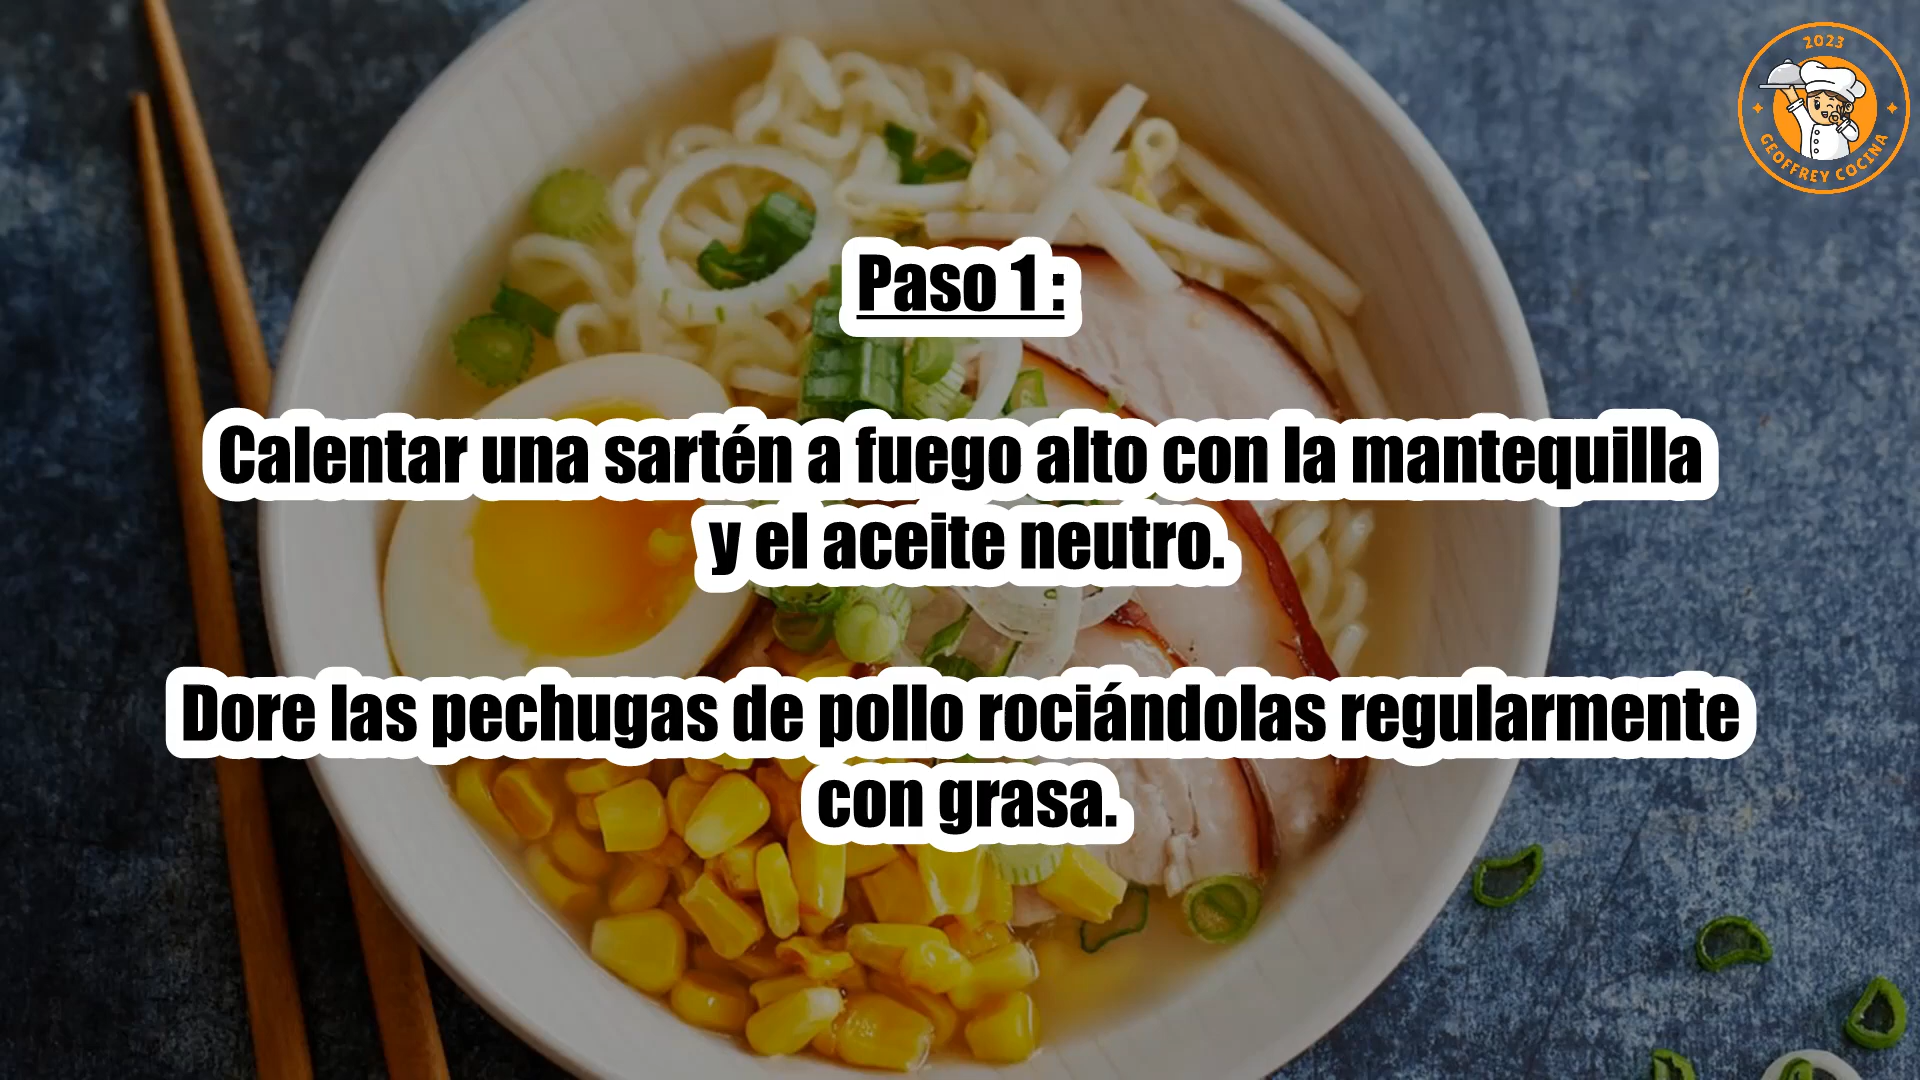 2023
GEOFFREY COCINA
Paso 1 :
Calentar una sartén a fuego alto con la mantequilla
y el aceite neutro.
Dore las pechugas de pollo rociándolas regularmente
con grasa.